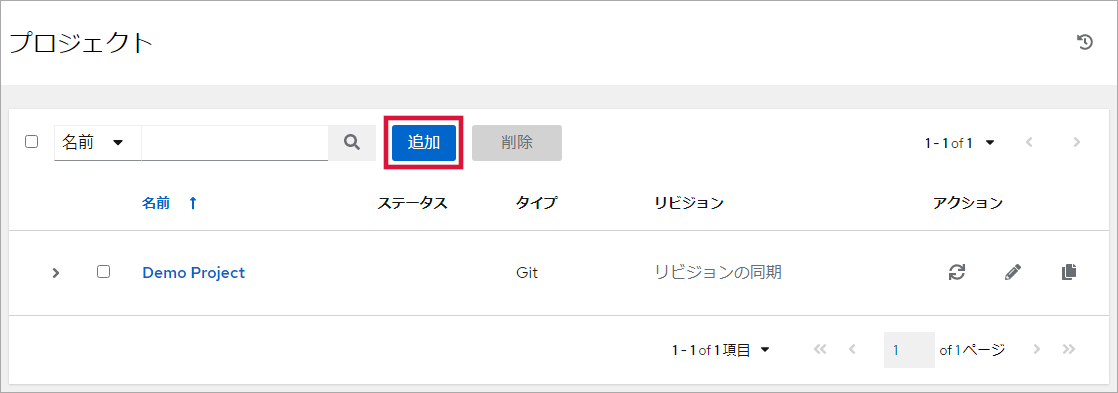 プロジェクト
名前 追加 削除 1 - 1 of 1
名前 ステータス タイプ リビジョン アクション
Demo Project Git リビジョンの同期
1 - 1 of 1 項目 1 of 1 ページ